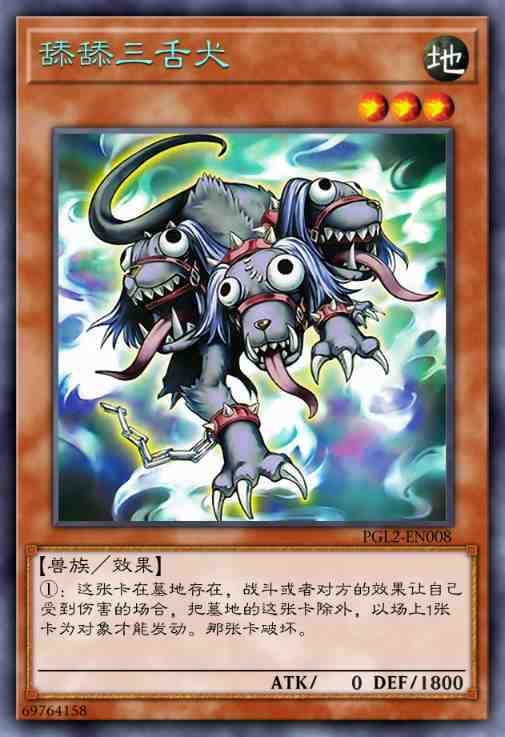 舔舔三舌犬
地
PGL2-EN008
【兽族／效果】
①：这张卡在墓地存在，战斗或者对方的效果让自己
受到伤害的场合，把墓地的这张卡除外，以场上1张
卡为对象才能发动。那张卡破坏。
ATK/ 0 DEF/1800
69764158